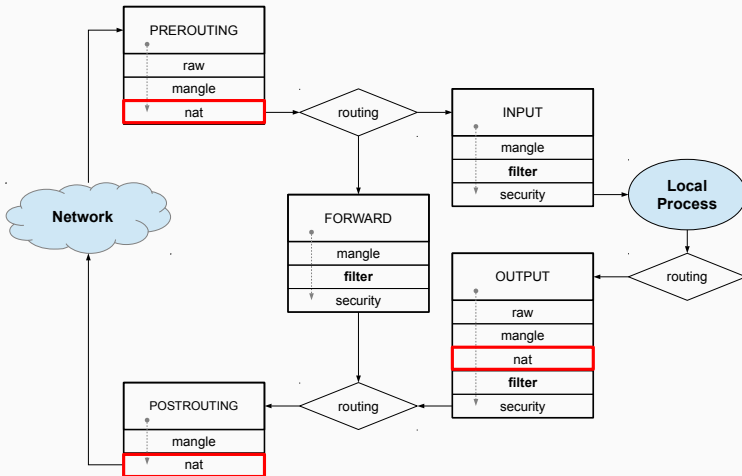 PREROUTING
raw
mangle
nat
routing
INPUT
mangle
filter
security
Local
Process
Network
FORWARD
mangle
filter
security
routing
OUTPUT
raw
mangle
nat
filter
security
routing
POSTROUTING
mangle
nat